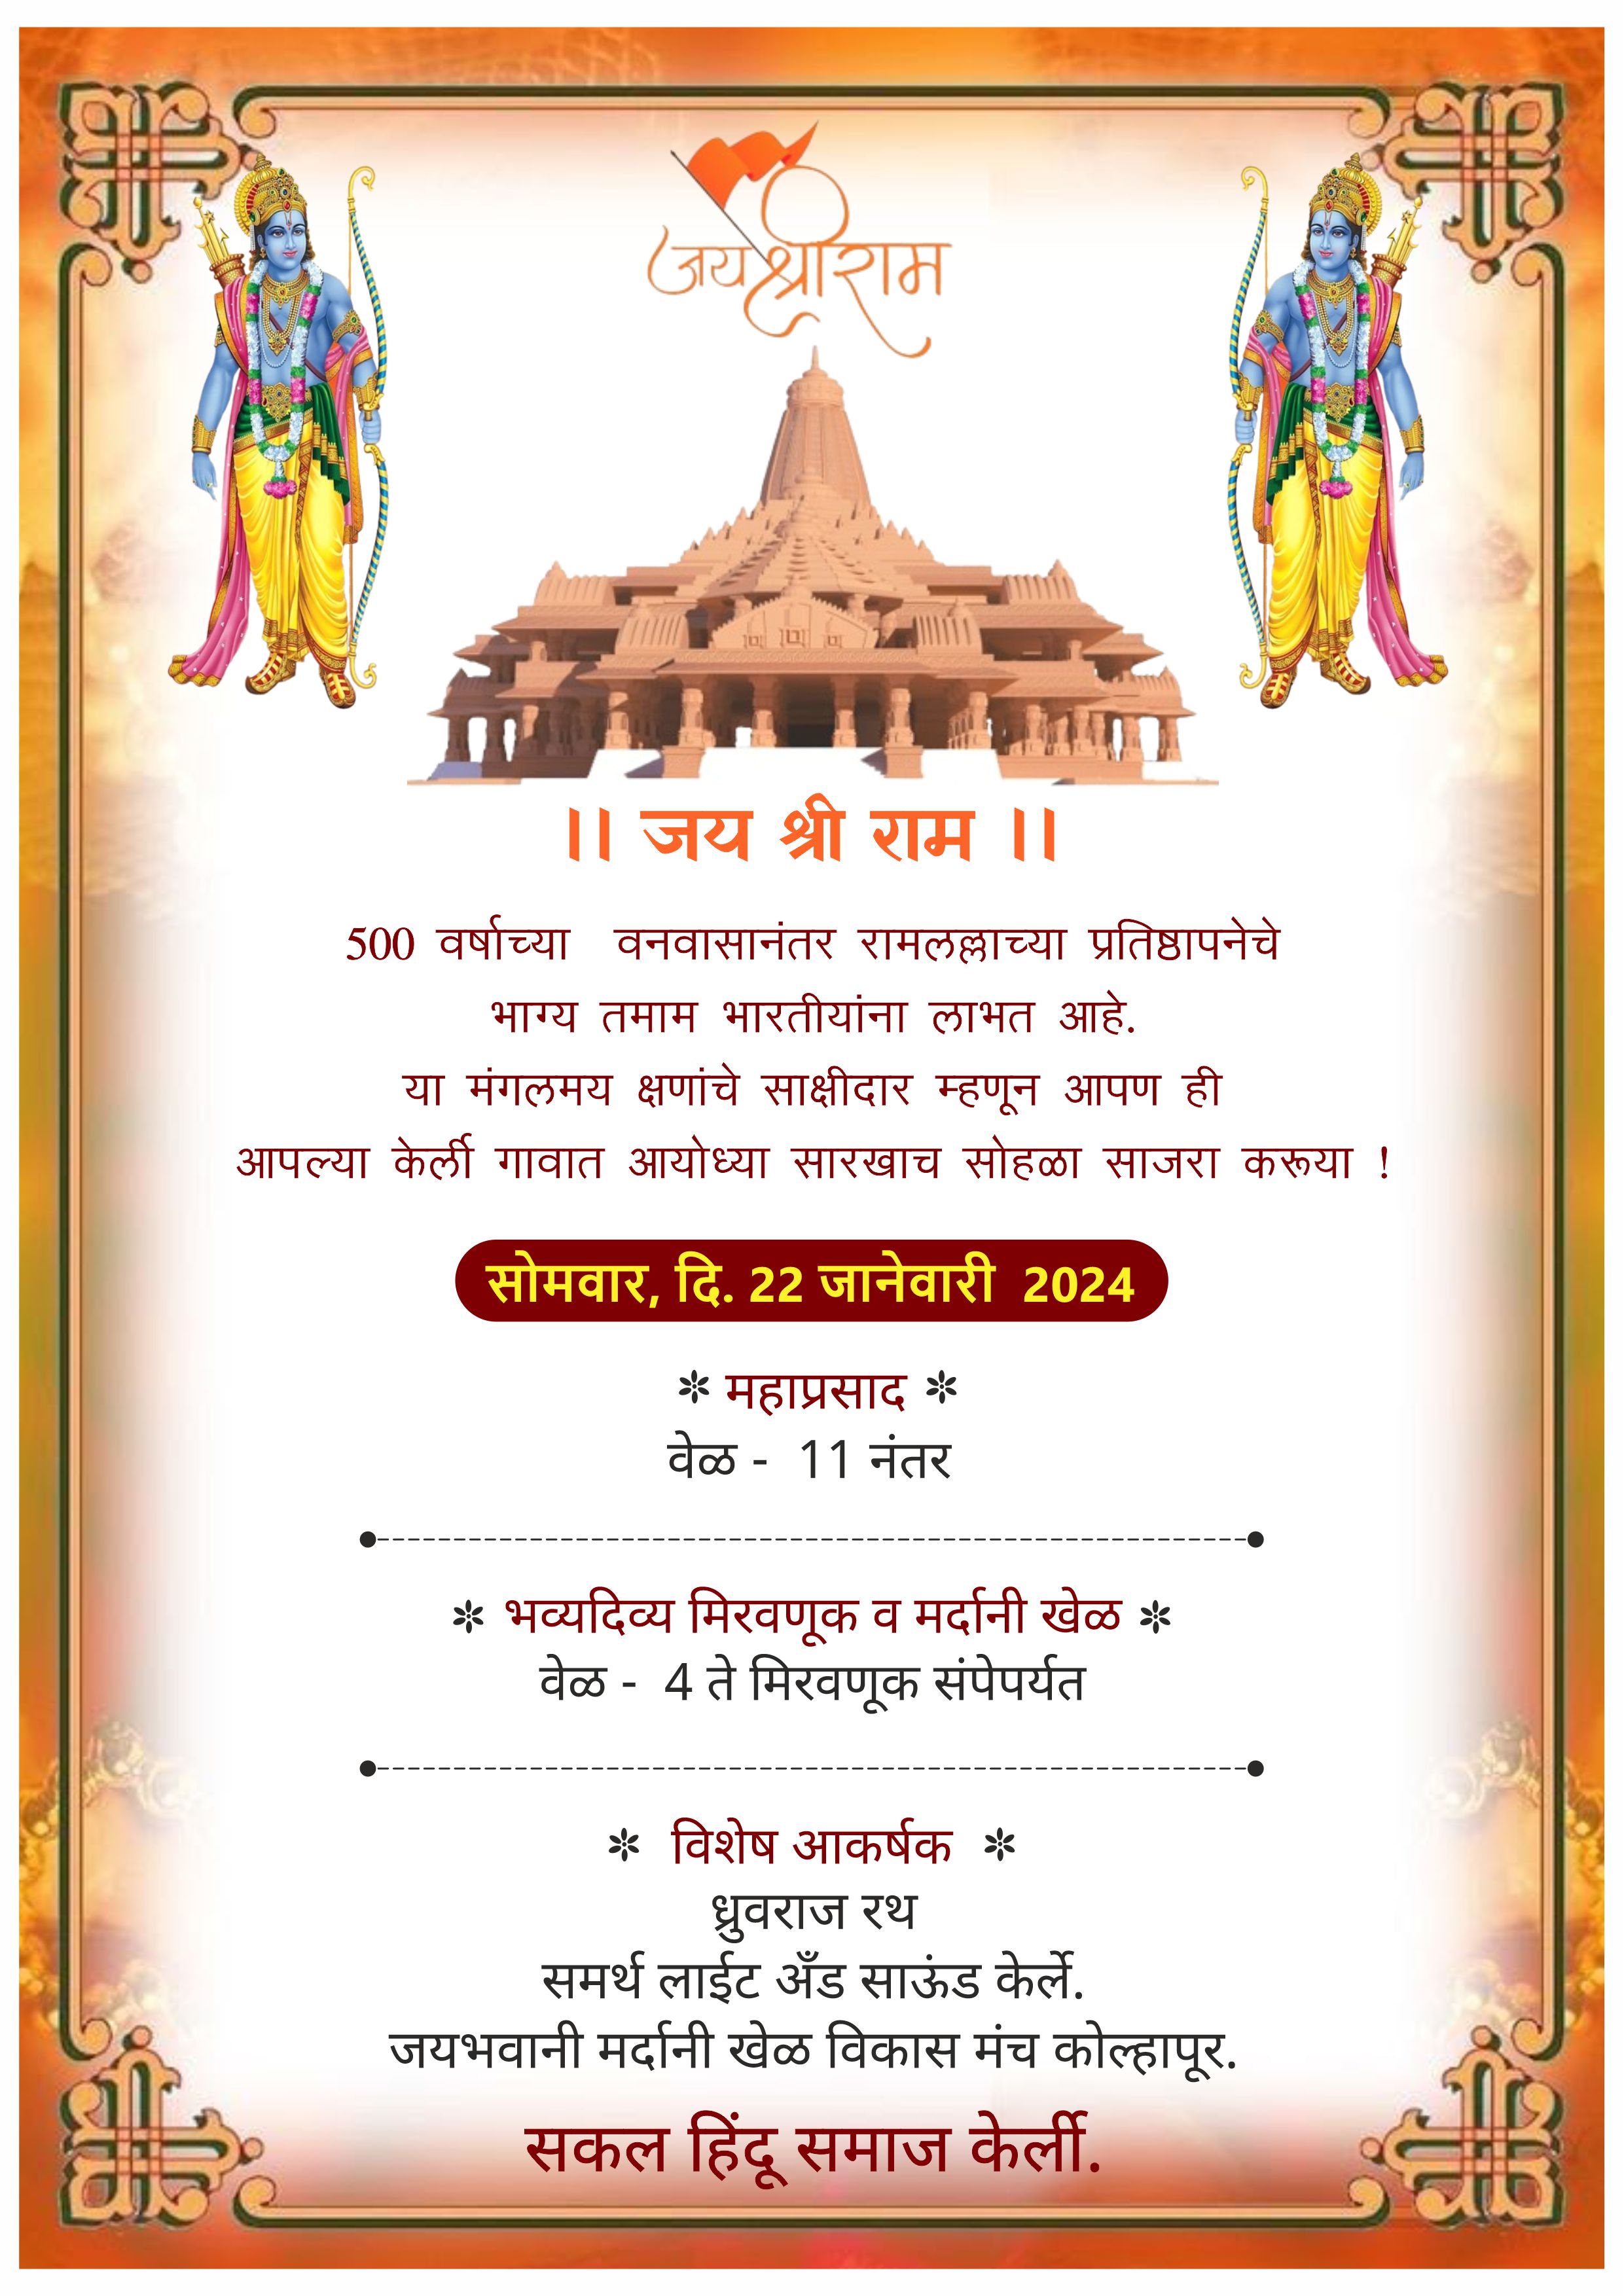 जय श्रीराम
।। जय श्री राम ।।
500 वर्षाच्या वनवासानंतर रामलल्लाच्या प्रतिष्ठापनेचे
भाग्य तमाम भारतीयांना लाभत आहे.
या मंगलमय क्षणांचे साक्षीदार म्हणून आपण ही
आपल्या केर्ली गावात आयोध्या सारखाच सोहळा साजरा करूया !
सोमवार, दि. 22 जानेवारी 2024
* महाप्रसाद *
वेळ - 11 नंतर
* भव्यदिव्य मिरवणूक व मर्दानी खेळ *
वेळ - 4 ते मिरवणूक संपेपर्यत
* विशेष आकर्षक *
ध्रुवराज रथ
समर्थ लाईट अँड साऊंड केर्ले.
जयभवानी मर्दानी खेळ विकास मंच कोल्हापूर.
सकल हिंदू समाज केर्ली.